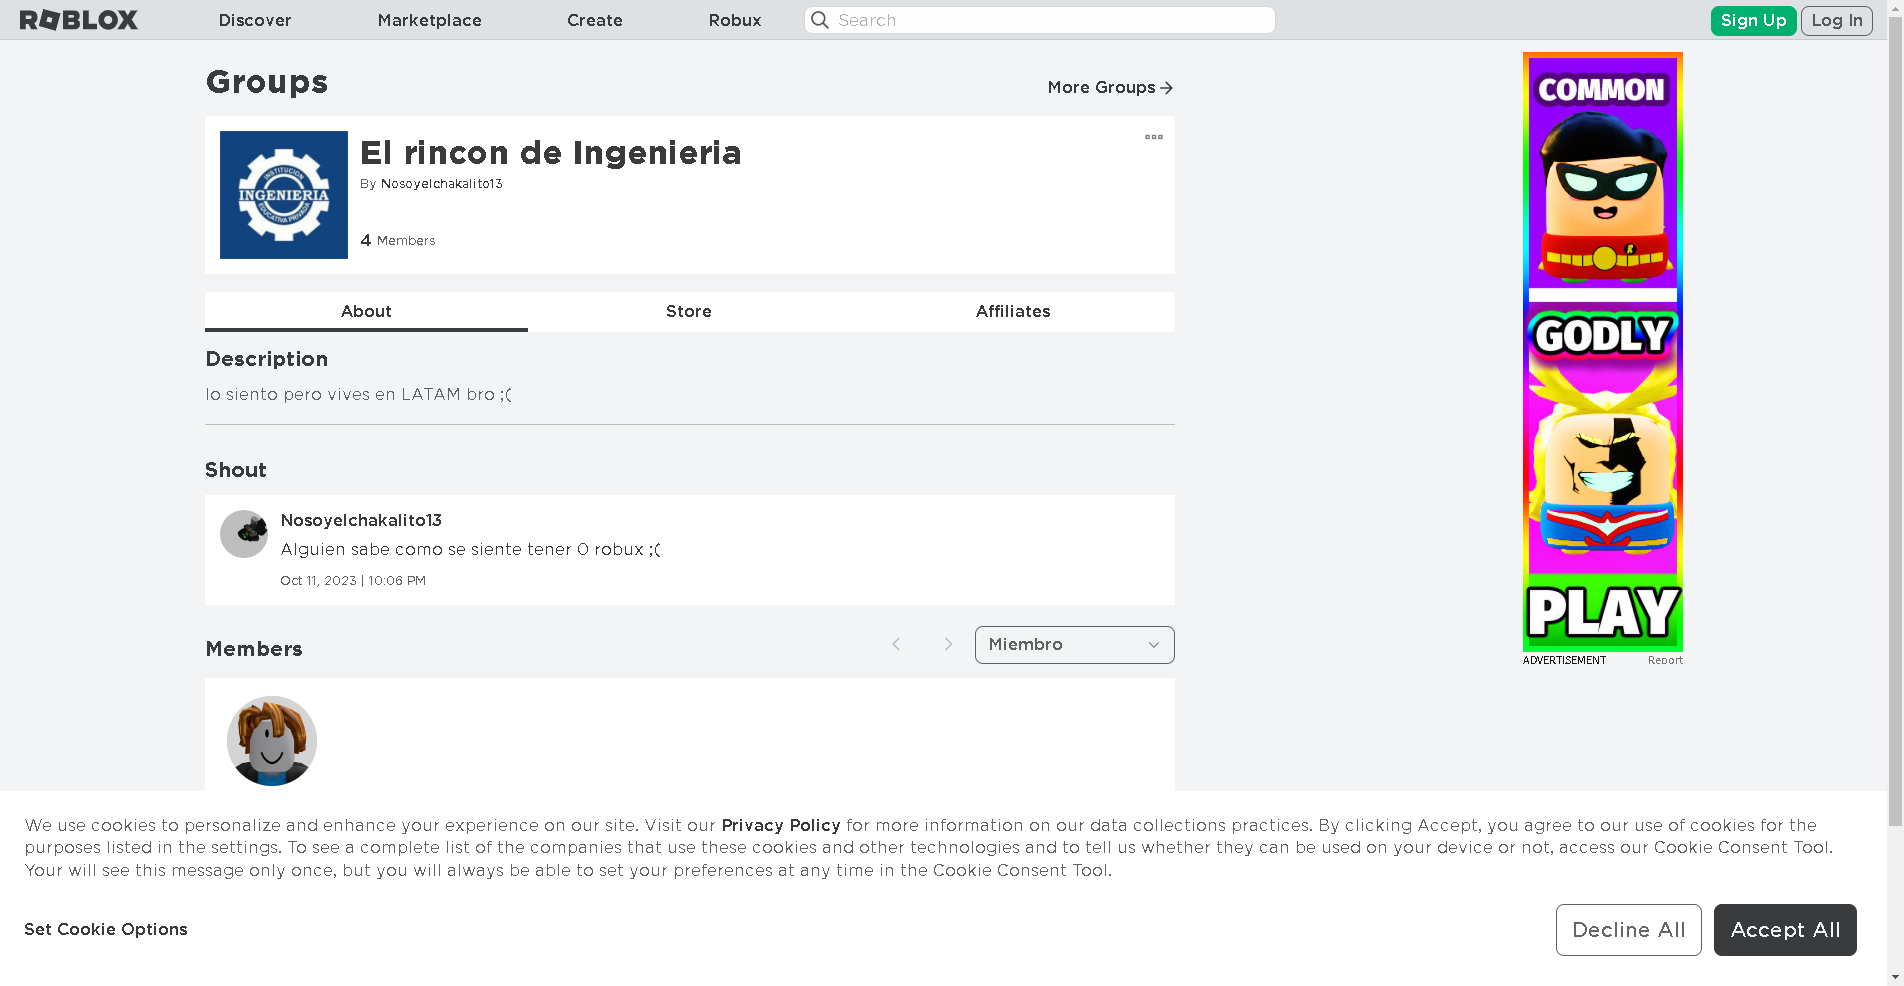 ROBLOX
Discover
Marketplace
Create
Robux
Search
Sign Up
Log In
Groups
More Groups
INSTITUCION
INGENIERIA
EDUCATIVA PRIVADA
El rincon de Ingenieria
By Nosoyelchakalito13
4 Members
About
Store
Affiliates
Description
lo siento pero vives en LATAM bro ;(
Shout
Nosoyelchakalito13
Alguien sabe como se siente tener 0 robux ;(
Oct 11, 2023 | 10:06 PM
Members
Miembro
COMMON
R
GODLY
PLAY
ADVERTISEMENT
Report
We use cookies to personalize and enhance your experience on our site. Visit our Privacy Policy for more information on our data collections practices. By clicking Accept, you agree to our use of cookies for the
purposes listed in the settings. To see a complete list of the companies that use these cookies and other technologies and to tell us whether they can be used on your device or not, access our Cookie Consent Tool.
Your will see this message only once, but you will always be able to set your preferences at any time in the Cookie Consent Tool.
Set Cookie Options
Decline All
Accept All